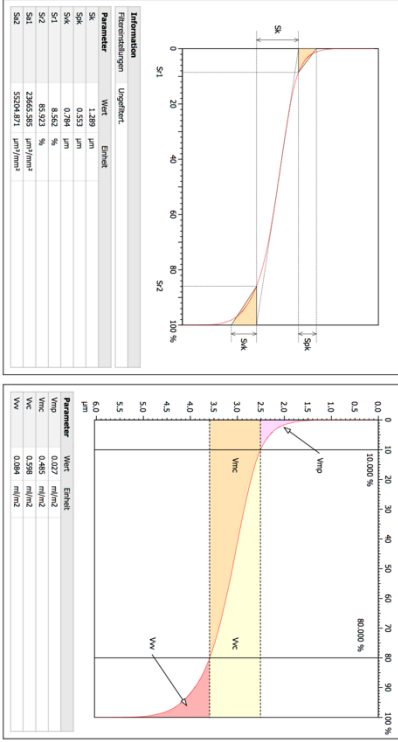 Sk
Spk
Svk
0
20
40
60
80
100 %
Sr1
Sr2
Information
Filtereinstellungen Ungefiltert.
Parameter Wert Einheit
Sk 1.289 µm
Spk 0.553 µm
Svk 0.784 µm
Sr1 8.562 %
Sr2 85.923 %
Sa1 23665.585 µm³/mm²
Sa2 55204.871 µm³/mm²
0 10 20 30 40 50 60 70 80 90 100 %
10.000 %
80.000 %
0.0
0.5
1.0
1.5
2.0
2.5
3.0
3.5
4.0
4.5
5.0
5.5
6.0
µm
Vmp
Vmc
Vvc
Vvv
Parameter Wert Einheit
Vmp 0.027 ml/m2
Vmc 0.485 ml/m2
Vvc 0.598 ml/m2
Vvv 0.084 ml/m2